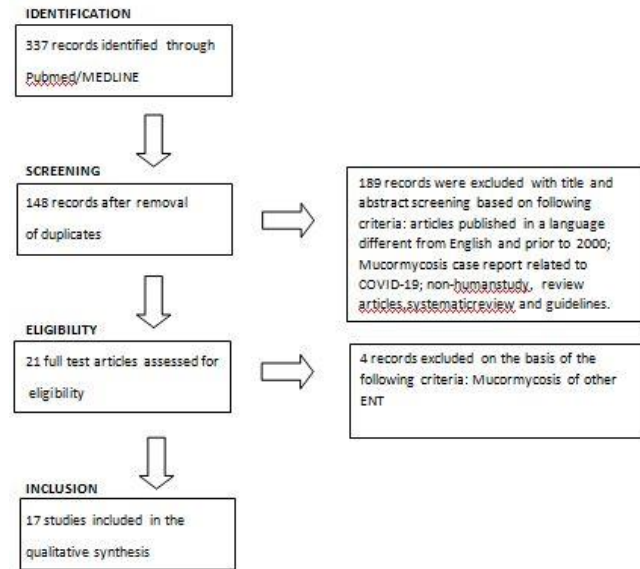 IDENTIFICATION
337 records identified through
Pubmed/MEDLINE
SCREENING
148 records after removal
of duplicates
189 records were excluded with title and
abstract screening based on following
criteria: articles published in a language
different from English and prior to 2000;
Mucormycosis case report related to
COVID-19; non-humanstudy, review
articles,systematicreview and guidelines.
ELIGIBILITY
21 full test articles assessed for
eligibility
4 records excluded on the basis of the
following criteria: Mucormycosis of other
ENT
INCLUSION
17 studies included in the
qualitative synthesis